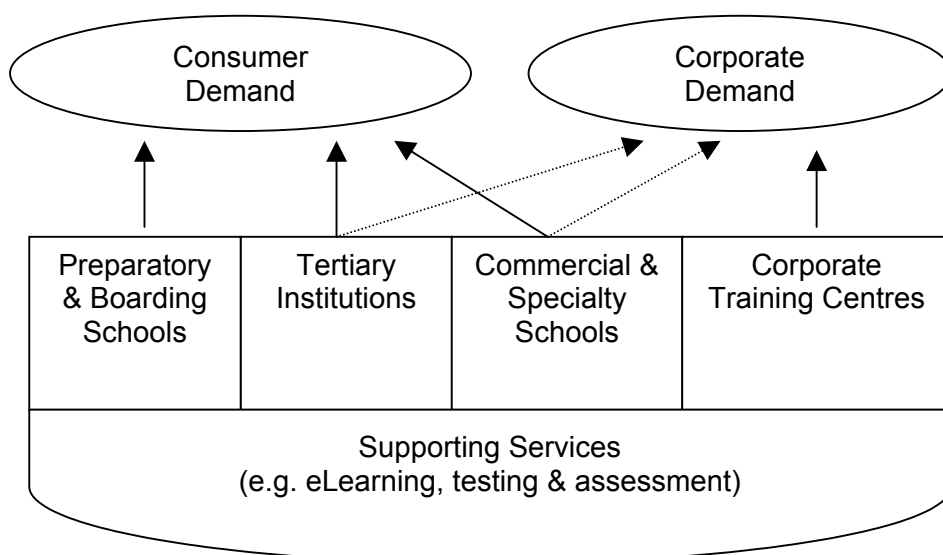 Consumer
Demand
Corporate
Demand
Preparatory
& Boarding
Schools
Tertiary
Institutions
Commercial &
Specialty
Schools
Corporate
Training Centres
Supporting Services
(e.g. eLearning, testing & assessment)